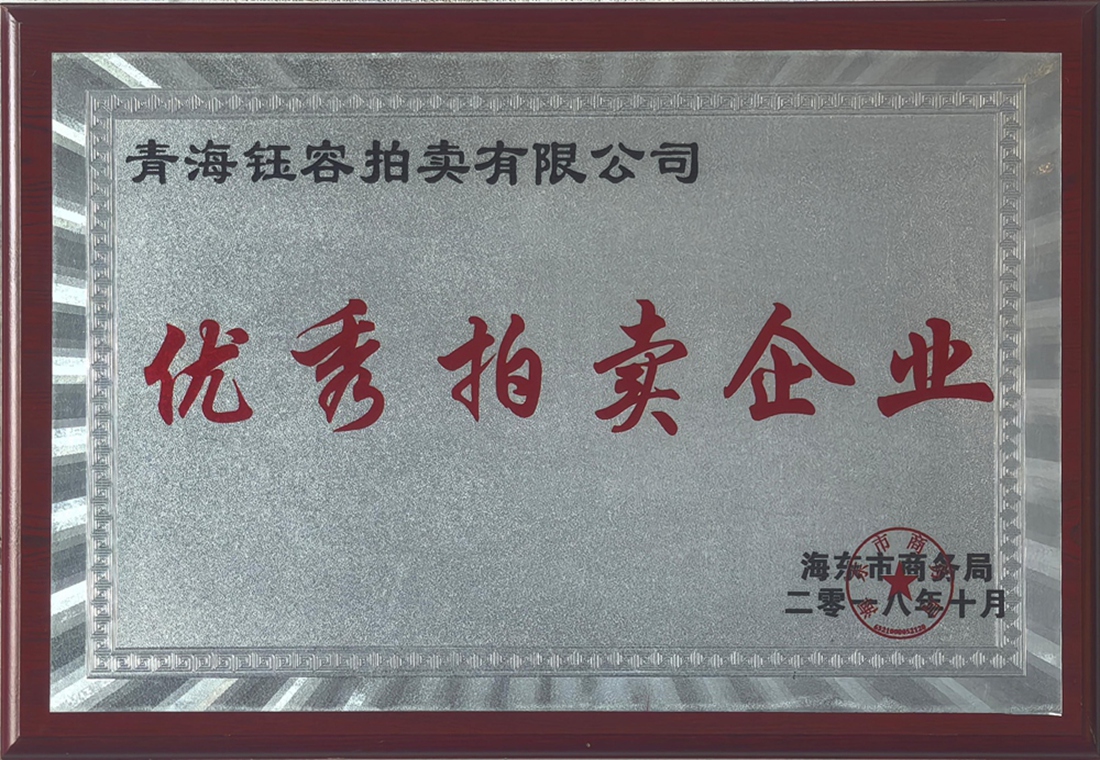 青海钰容拍卖有限公司
优秀拍卖企业
海东市商务局
二零一八年十月